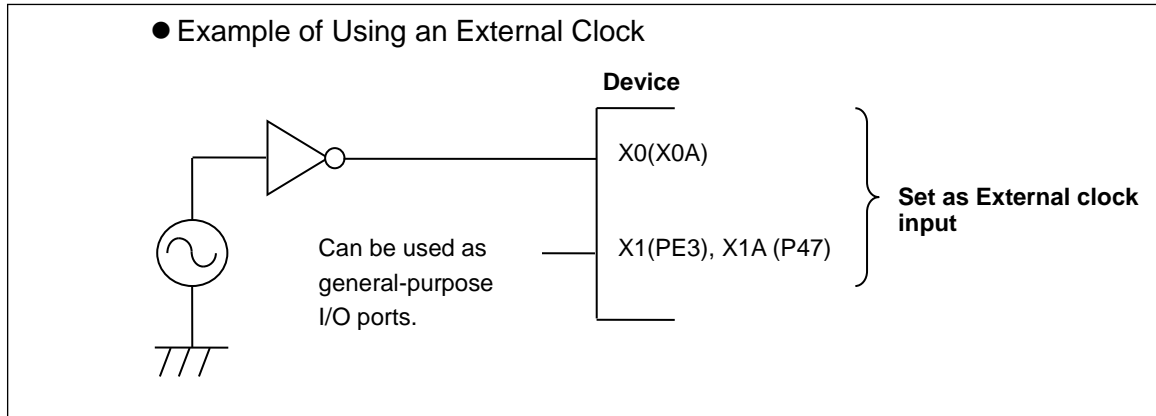 ● Example of Using an External Clock
Device
X0(X0A)
Set as External clock
input
Can be used as
general-purpose
I/O ports.
X1(PE3), X1A (P47)